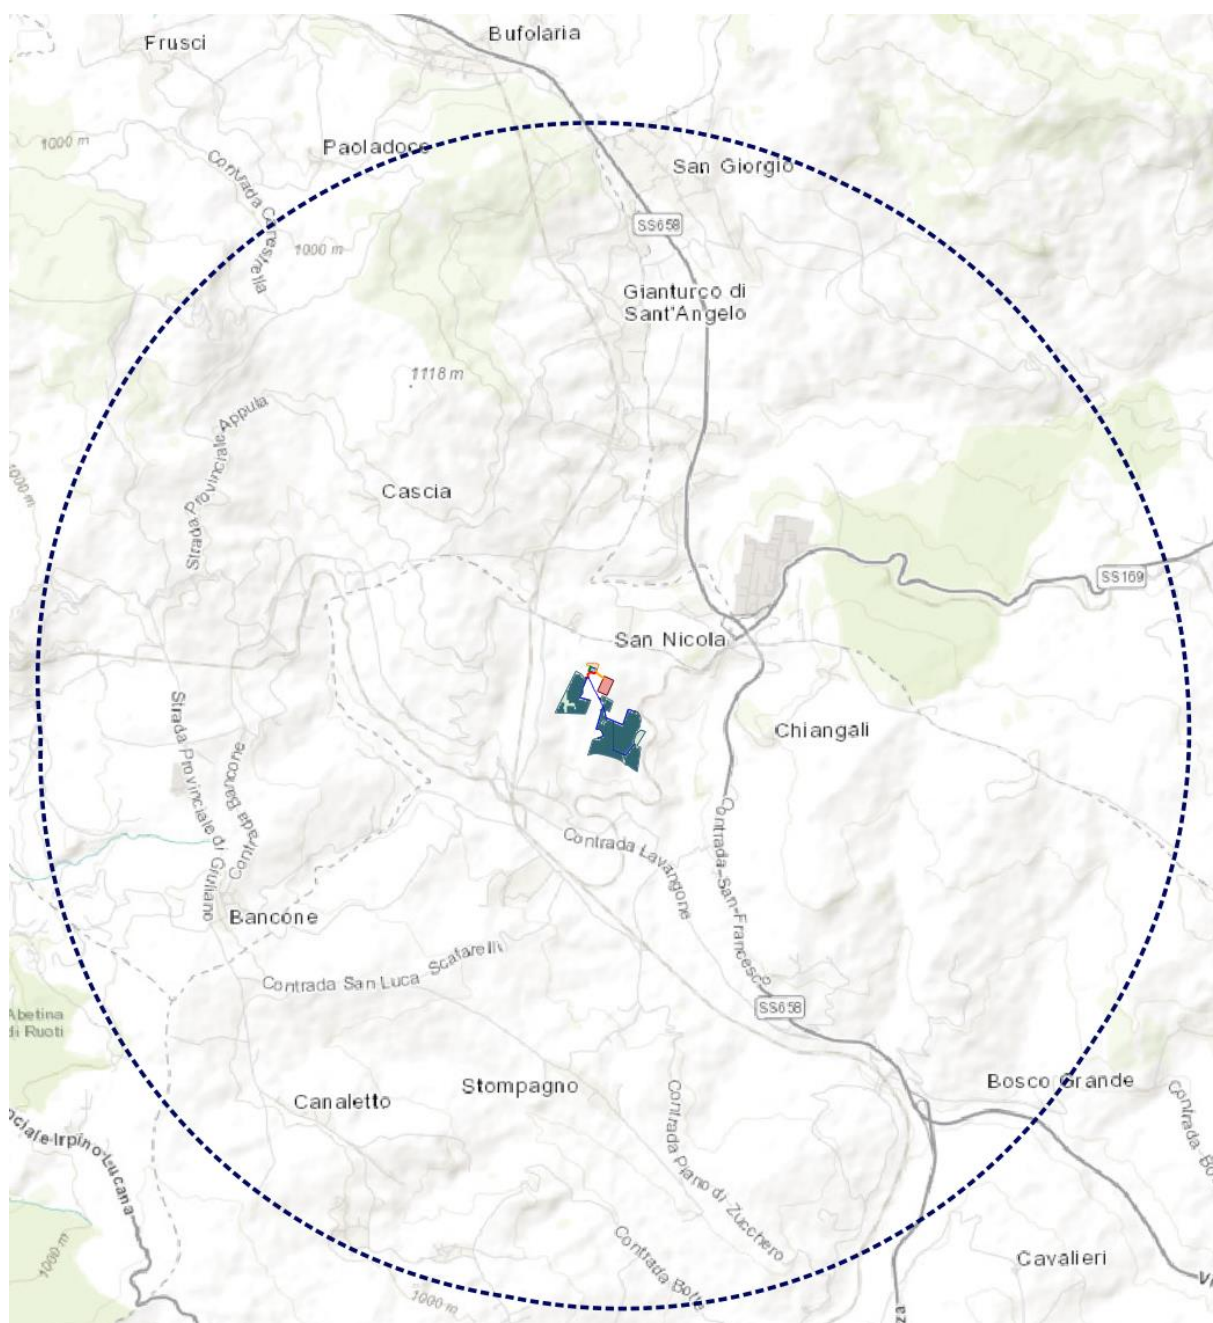 Bufolaria
Frusci
1000 m
Paoladoce
San Giorgio
Contrada Caresirella
SS658
1000 m
Gianturco di
Sant'Angelo
1118 m
Strada Provinciale Appula
1000 m
Cascia
SS169
San Nicola
Chiangali
Strada Provinciale di Giuliano
Contrada Bancone
Contrada Lavangone
Contrada-San-Francesco
Bancone
Contrada San Luca Scafarelli
SS658
Abetina
di Ruoti
Stompagno
Bosco Grande
Canaletto
Contrada Piano di Zucchero
ociale-Irpino-Lucana
Contrada Botte
Cavalieri
1000 m
1000 m